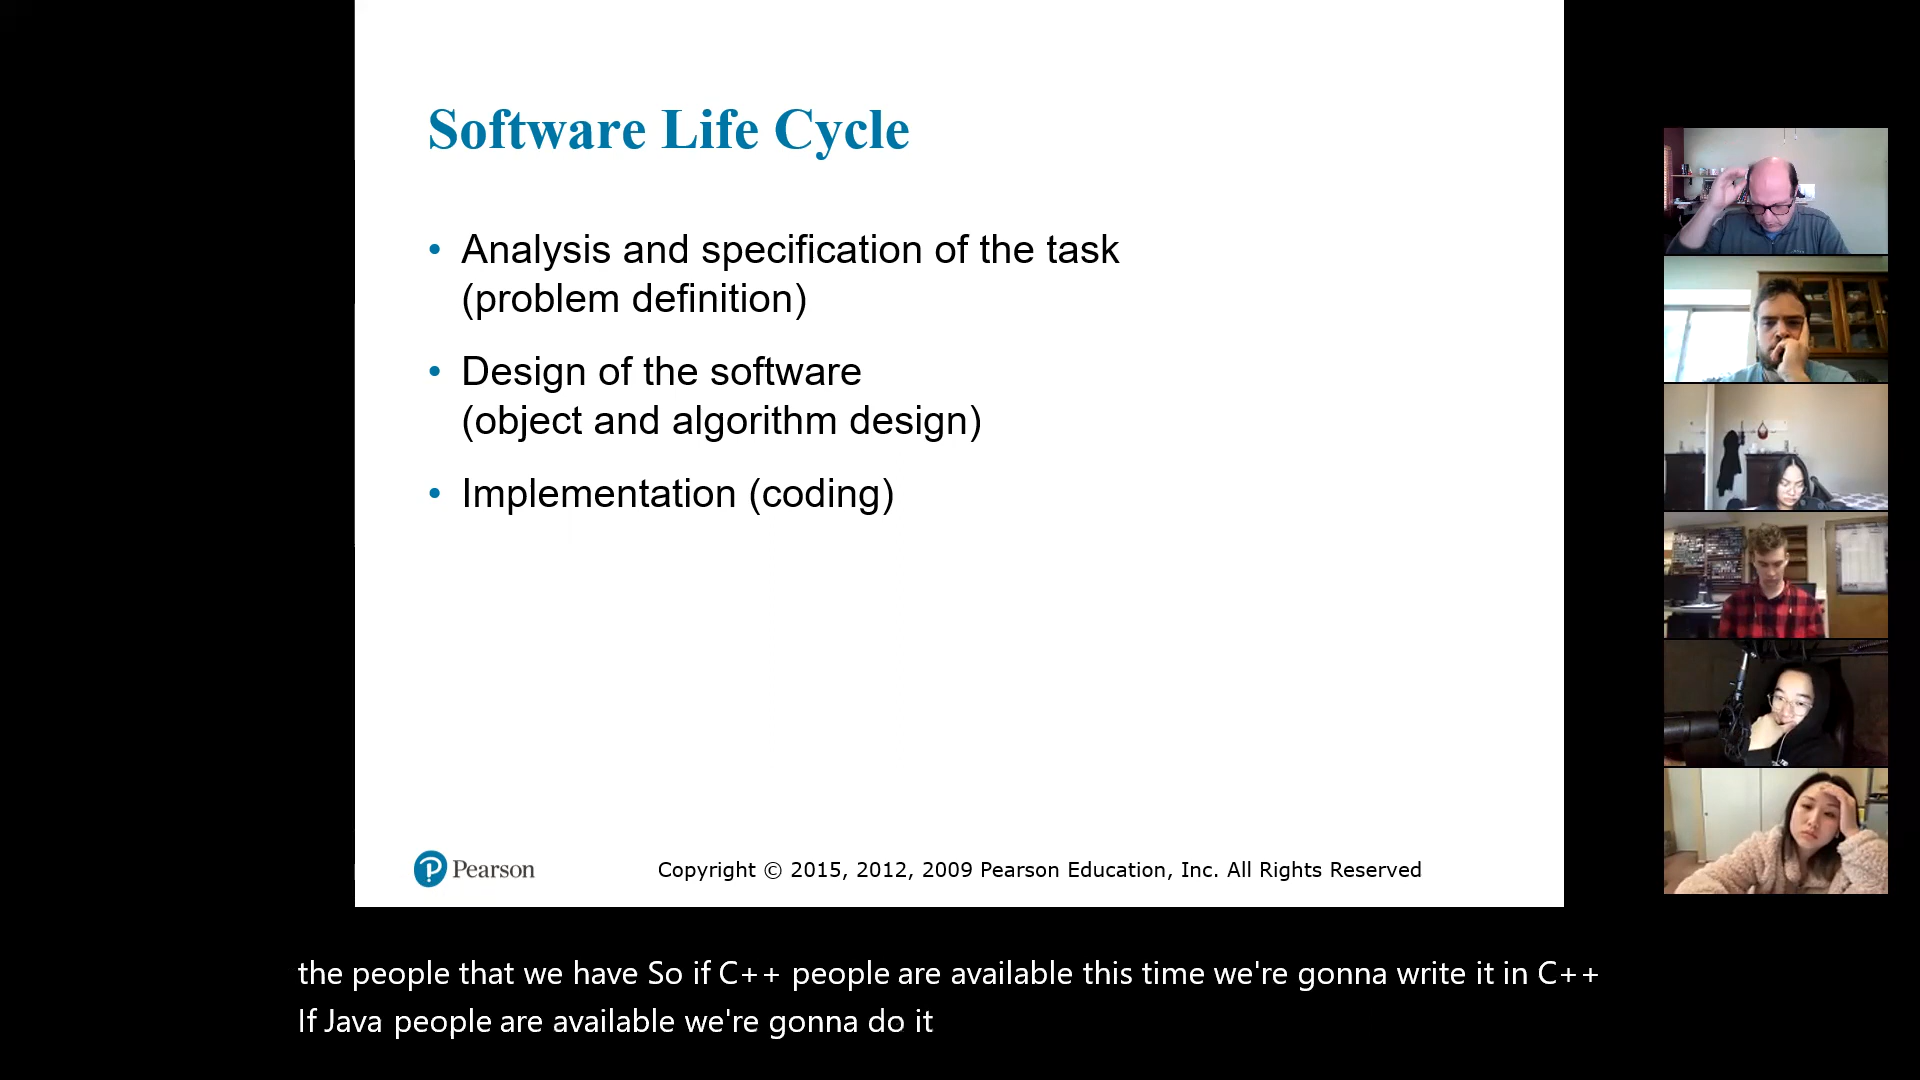 Software Life Cycle
• Analysis and specification of the task
(problem definition)
• Design of the software
(object and algorithm design)
• Implementation (coding)
Pearson
Copyright © 2015, 2012, 2009 Pearson Education, Inc. All Rights Reserved
the people that we have So if C++ people are available this time we're gonna write it in C++
If Java people are available we're gonna do it